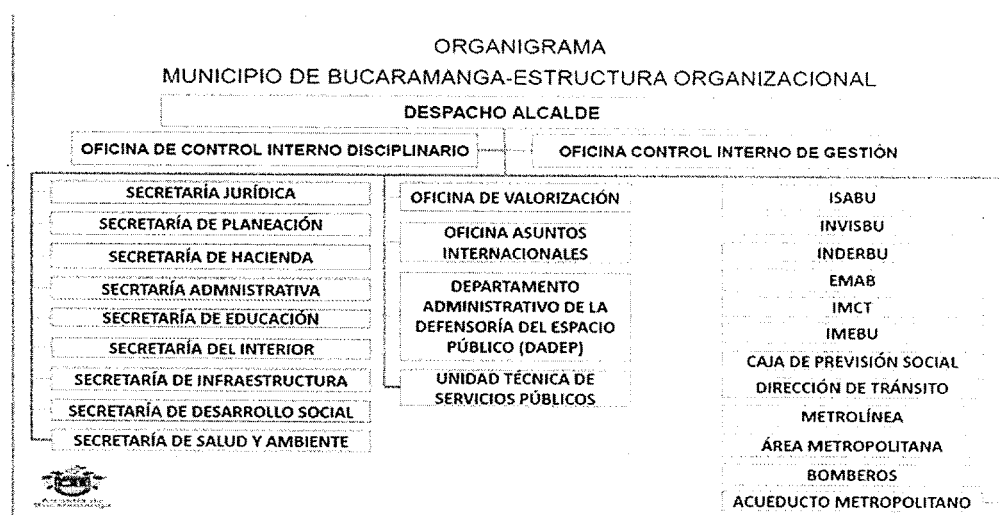 ORGANIGRAMA
MUNICIPIO DE BUCARAMANGA-ESTRUCTURA ORGANIZACIONAL
DESPACHO ALCALDE
OFICINA DE CONTROL INTERNO DISCIPLINARIO
OFICINA CONTROL INTERNO DE GESTIÓN
SECRETARÍA JURÍDICA
SECRETARÍA DE PLANEACIÓN
SECRETARÍA DE HACIENDA
SECRTARÍA ADMNISTRATIVA
SECRETARÍA DE EDUCACIÓN
SECRETARÍA DEL INTERIOR
SECRETARÍA DE INFRAESTRUCTURA
SECRETARÍA DE DESARROLLO SOCIAL
SECRETARÍA DE SALUD Y AMBIENTE
OFICINA DE VALORIZACIÓN
OFICINA ASUNTOS
INTERNACIONALES
DEPARTAMENTO
ADMINISTRATIVO DE LA
DEFENSORÍA DEL ESPACIO
PÚBLICO (DADEP)
UNIDAD TÉCNICA DE
SERVICIOS PÚBLICOS
ISABU
INVISBU
INDERBU
EMAB
IMCT
IMEBU
CAJA DE PREVISIÓN SOCIAL
DIRECCIÓN DE TRÁNSITO
METROLÍNEA
ÁREA METROPOLITANA
BOMBEROS
ACUEDUCTO METROPOLITANO
Alcaldía de
Bucaramanga